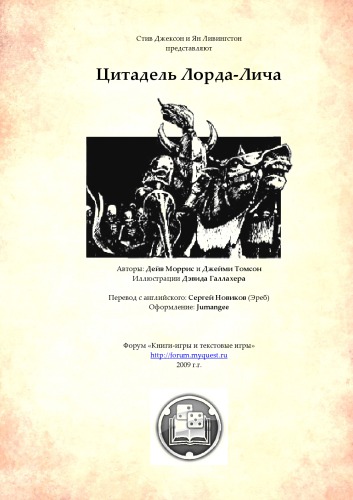 Стив Джексон и Ян Ливингстон
представляют
Цитадель Лорда-Лича
Авторы: Дейв Моррис и Джейми Томсон
Иллюстрации Дэвида Галлахера
Перевод с английского: Сергей Новиков (Эреб)
Оформление: Jumangee
Форум «Книги-игры и текстовые игры»
http://forum.myquest.ru
2009 г.г.